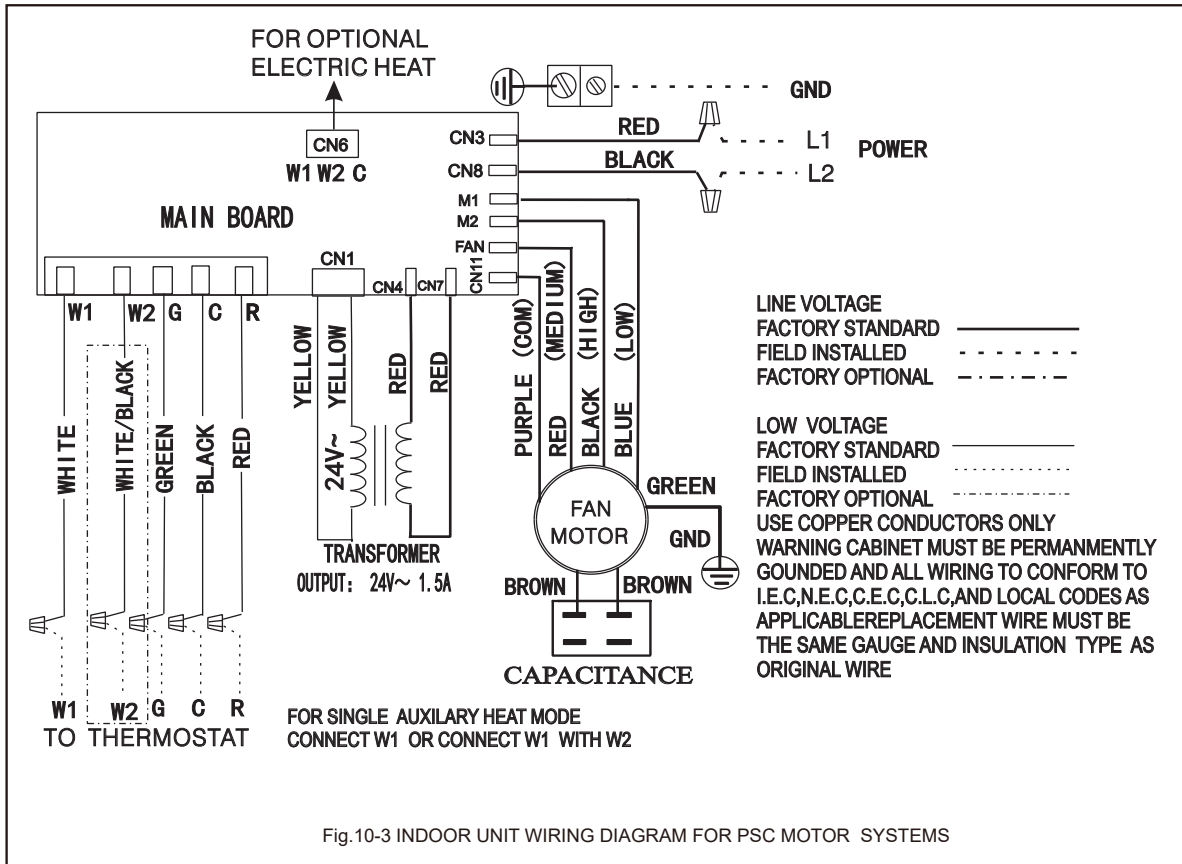 FOR OPTIONAL
ELECTRIC HEAT
GND
CN6
W1 W2 C
MAIN BOARD
CN3
RED
L1
POWER
CN8
BLACK
L2
M1
M2
FAN
CN11
CN1
CN4
CN7
W1
W2
G
C
R
WHITE
WHITE/BLACK
GREEN
BLACK
RED
YELLOW
YELLOW
RED
RED
24V~
TRANSFORMER
OUTPUT: 24V~ 1.5A
PURPLE (COM)
RED (MEDIUM)
BLACK (HIGH)
BLUE (LOW)
FAN
MOTOR
GREEN
GND
BROWN
BROWN
CAPACITANCE
W1
W2
G
C
R
TO THERMOSTAT
FOR SINGLE AUXILARY HEAT MODE
CONNECT W1 OR CONNECT W1 WITH W2
LINE VOLTAGE
FACTORY STANDARD
FIELD INSTALLED
FACTORY OPTIONAL
LOW VOLTAGE
FACTORY STANDARD
FIELD INSTALLED
FACTORY OPTIONAL
USE COPPER CONDUCTORS ONLY
WARNING CABINET MUST BE PERMANMENTLY
GOUNDED AND ALL WIRING TO CONFORM TO
I.E.C,N.E.C,C.E.C,C.L.C,AND LOCAL CODES AS
APPLICABLEREPLACEMENT WIRE MUST BE
THE SAME GAUGE AND INSULATION TYPE AS
ORIGINAL WIRE
Fig.10-3 INDOOR UNIT WIRING DIAGRAM FOR PSC MOTOR SYSTEMS